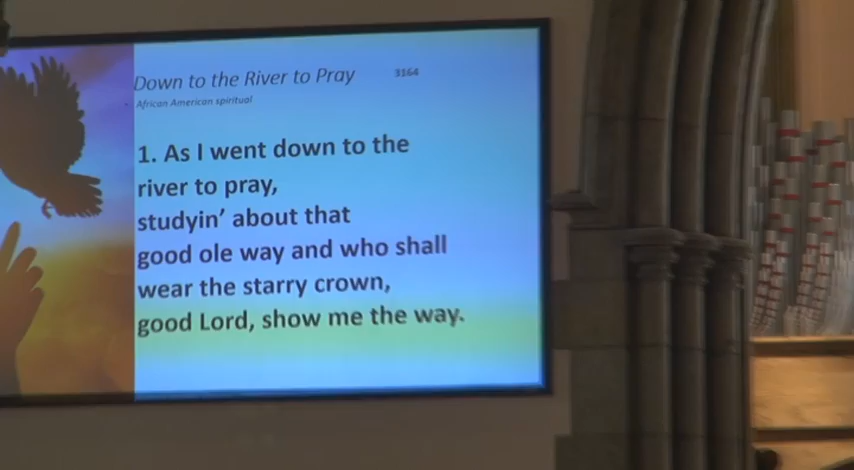 Down to the River to Pray 3164
African American spiritual
1. As I went down to the
river to pray,
studyin’ about that
good ole way and who shall
wear the starry crown,
good Lord, show me the way.